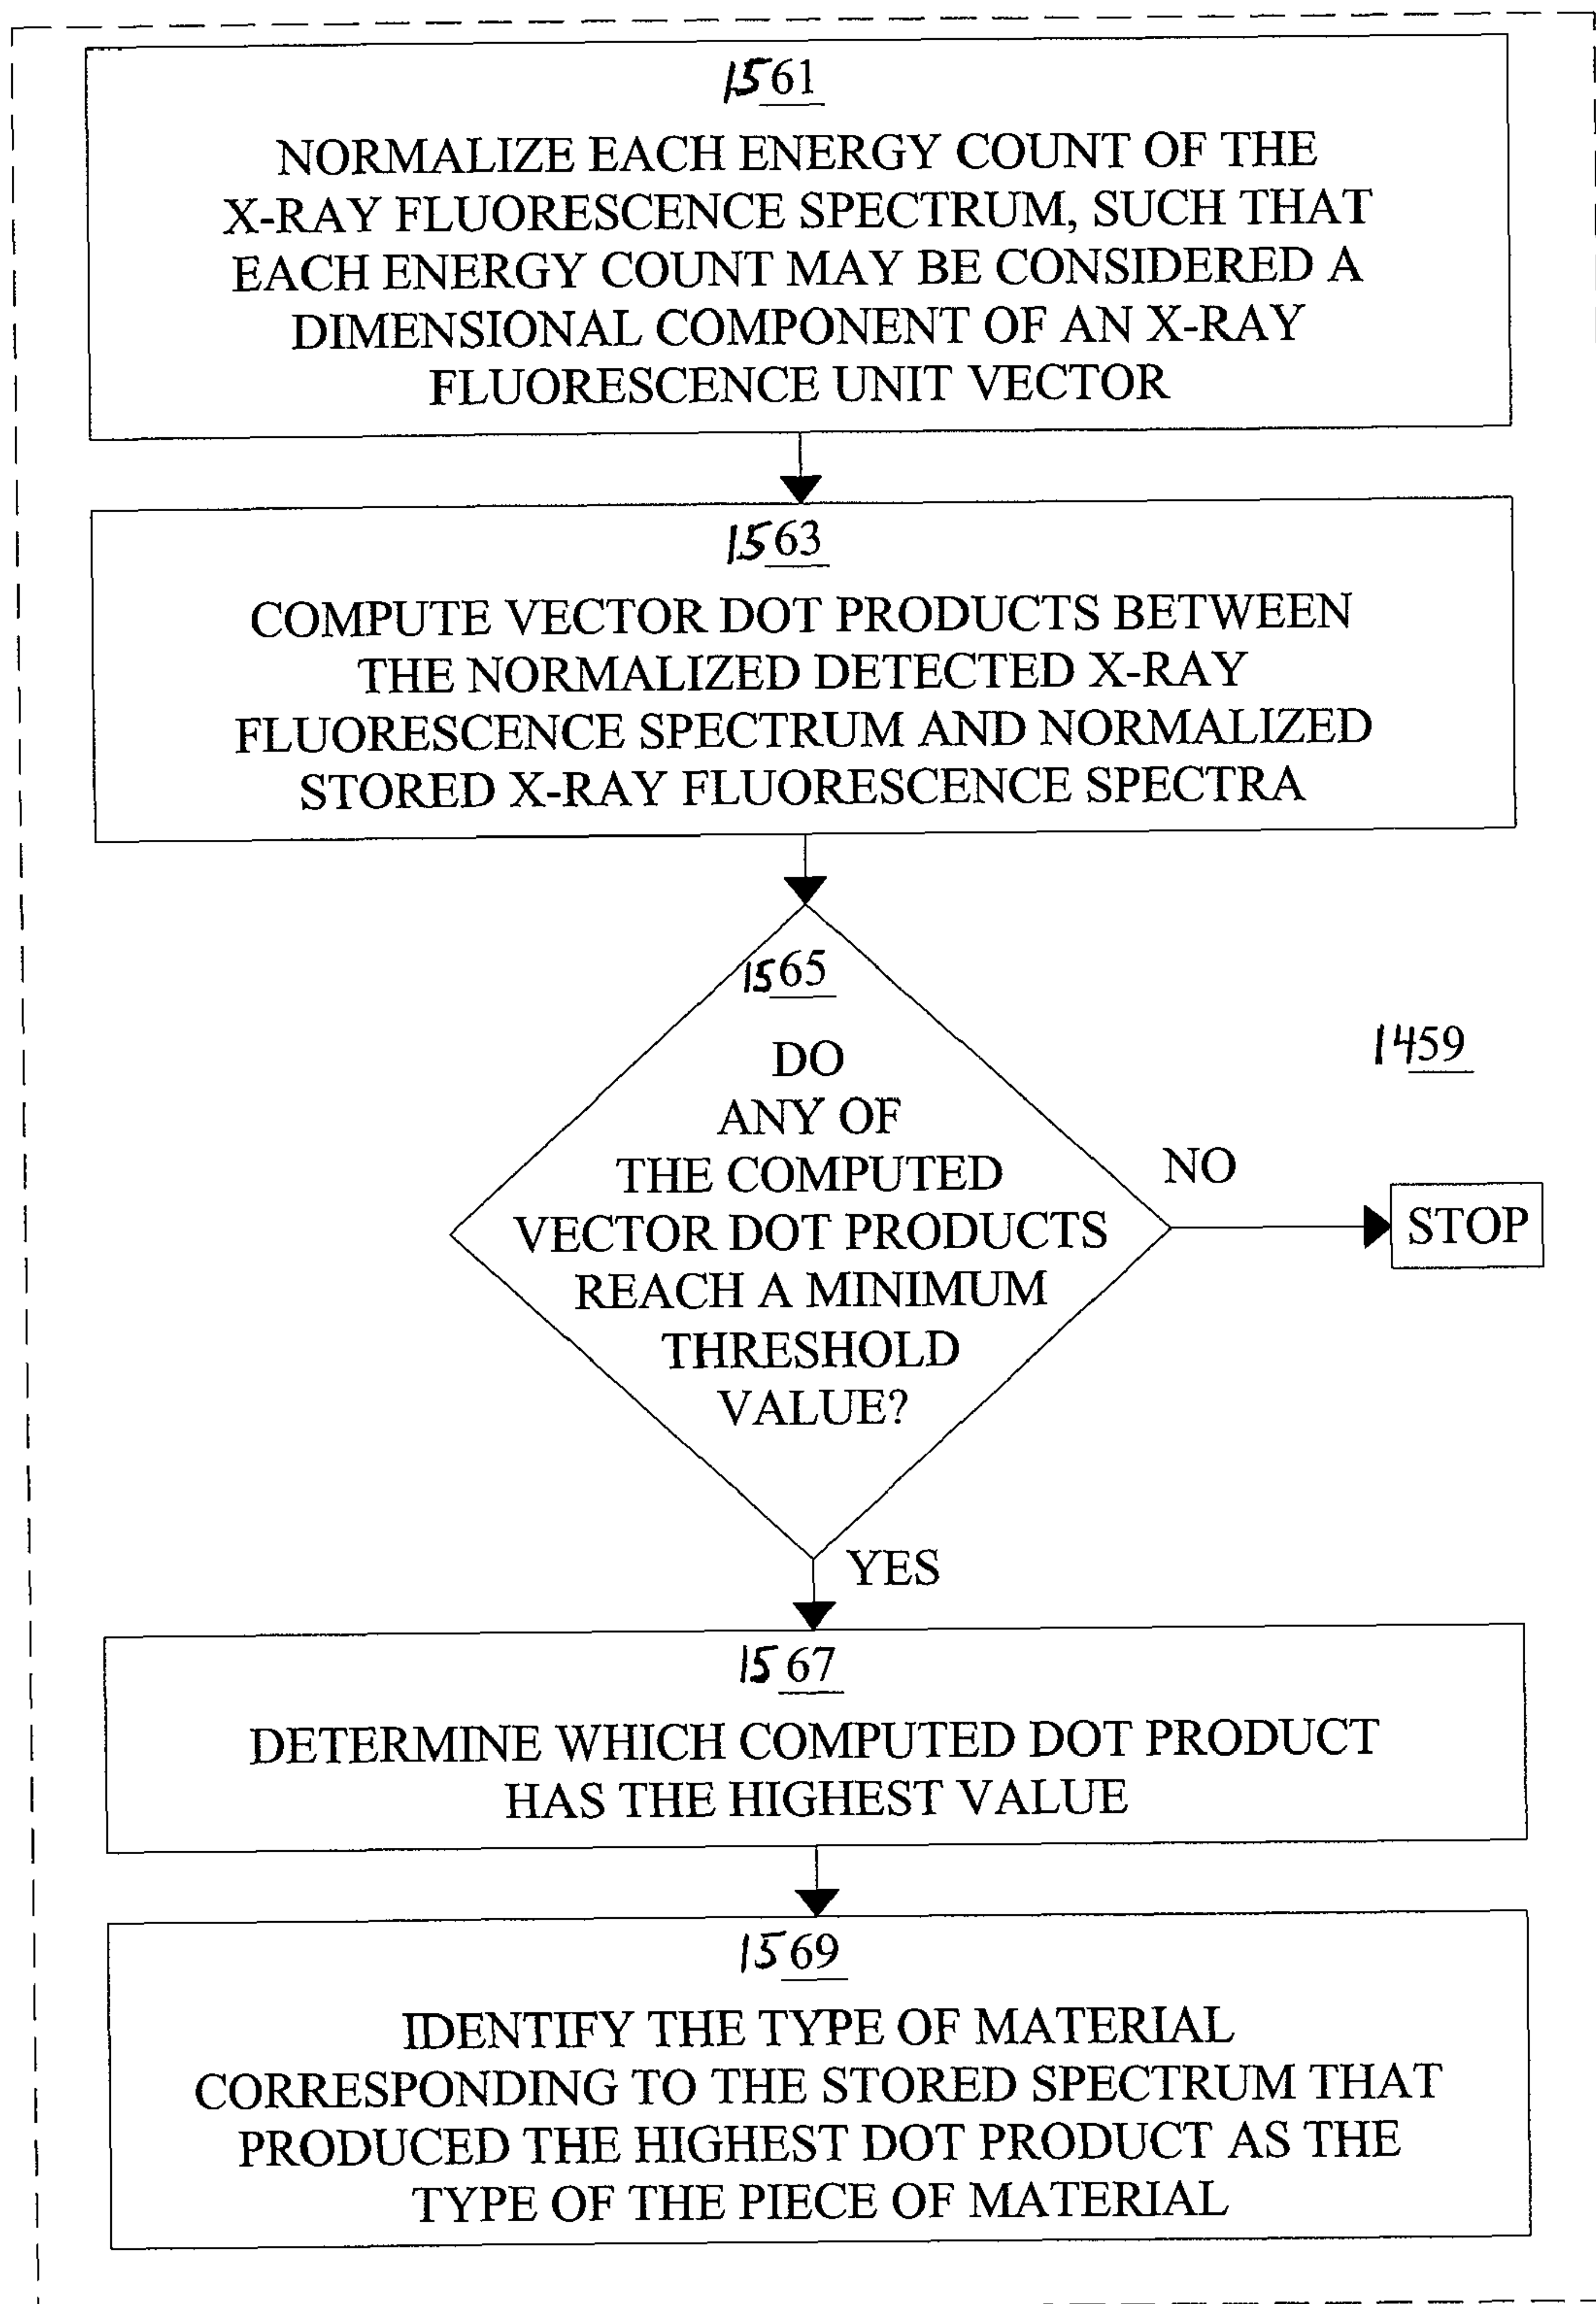 1561
NORMALIZE EACH ENERGY COUNT OF THE
X-RAY FLUORESCENCE SPECTRUM, SUCH THAT
EACH ENERGY COUNT MAY BE CONSIDERED A
DIMENSIONAL COMPONENT OF AN X-RAY
FLUORESCENCE UNIT VECTOR
1563
COMPUTE VECTOR DOT PRODUCTS BETWEEN
THE NORMALIZED DETECTED X-RAY
FLUORESCENCE SPECTRUM AND NORMALIZED
STORED X-RAY FLUORESCENCE SPECTRA
1565
DO
ANY OF
THE COMPUTED
VECTOR DOT PRODUCTS
REACH A MINIMUM
THRESHOLD
VALUE?
1459
NO
STOP
YES
1567
DETERMINE WHICH COMPUTED DOT PRODUCT
HAS THE HIGHEST VALUE
1569
IDENTIFY THE TYPE OF MATERIAL
CORRESPONDING TO THE STORED SPECTRUM THAT
PRODUCED THE HIGHEST DOT PRODUCT AS THE
TYPE OF THE PIECE OF MATERIAL